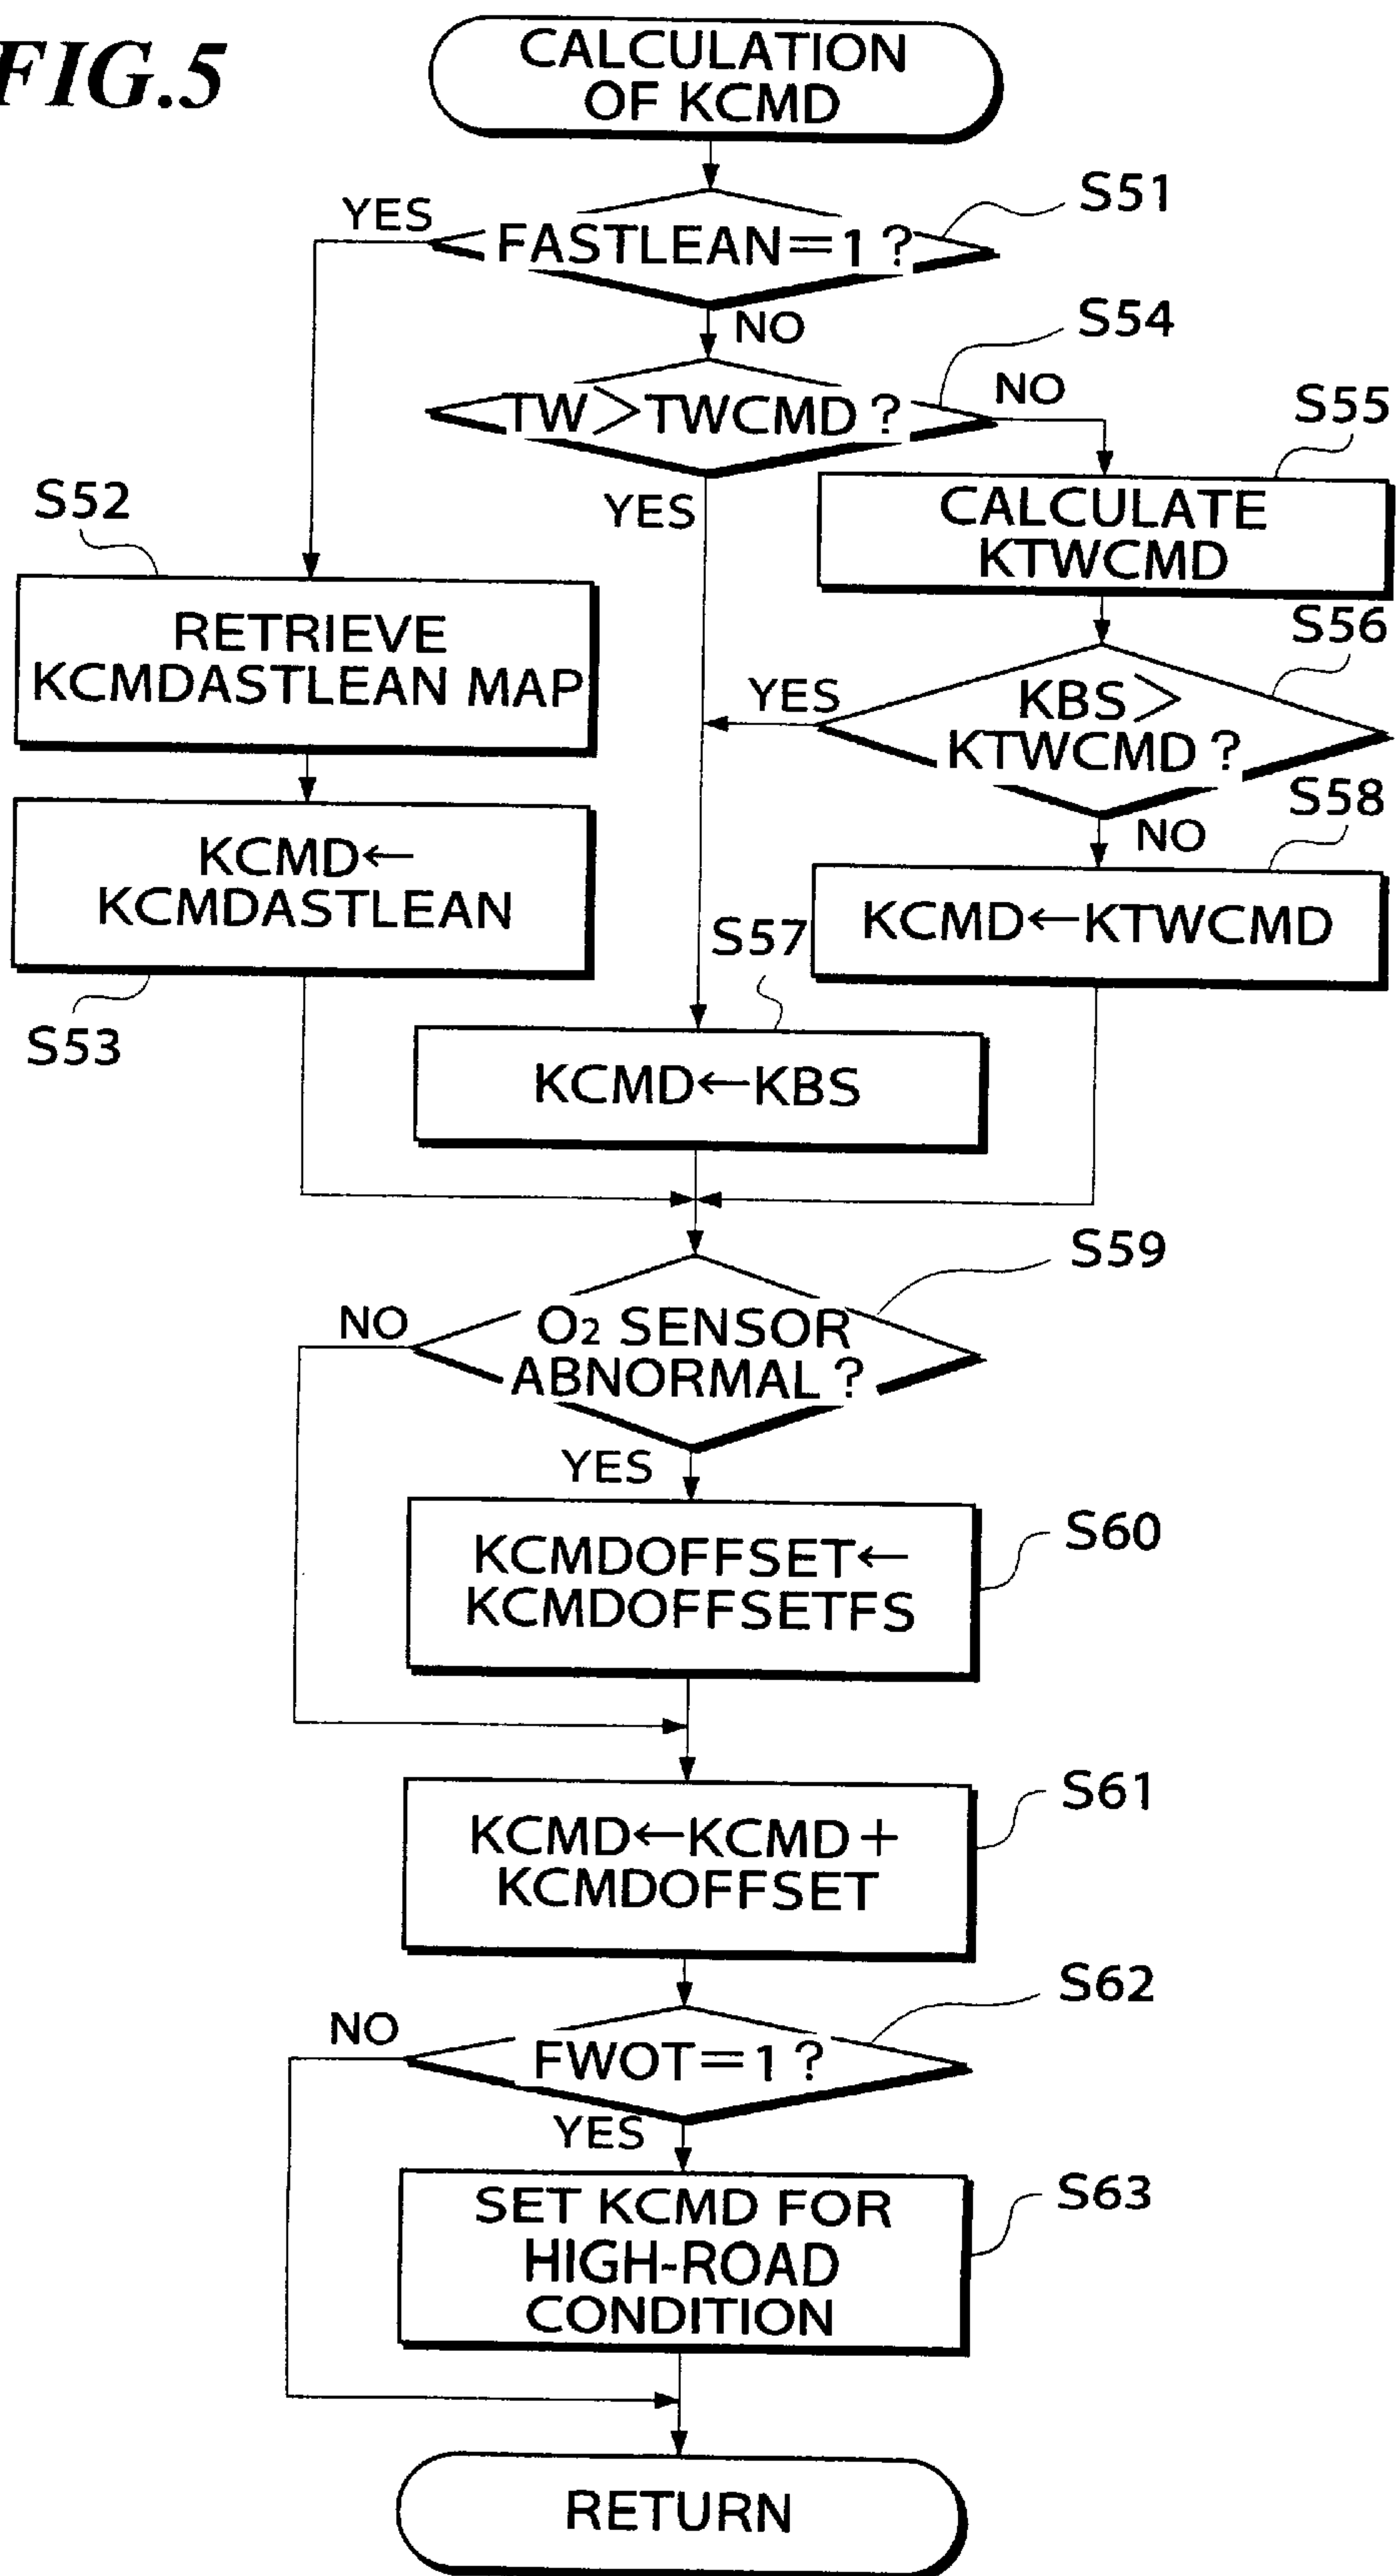 FIG.5
CALCULATION
OF KCMD
S51
YES
FASTLEAN=1?
NO
S54
TW>TWCMD?
NO
S55
YES
CALCULATE
KTWCMD
S52
RETRIEVE
KCMDASTLEAN MAP
S56
YES
KBS>
KTWCMD?
S58
NO
KCMD←
KCMDASTLEAN
KCMD←KTWCMD
S57
S53
KCMD←KBS
S59
NO
O2 SENSOR
ABNORMAL?
YES
S60
KCMDOFFSET←
KCMDOFFSETFS
S61
KCMD←KCMD+
KCMDOFFSET
S62
NO
FWOT=1?
YES
S63
SET KCMD FOR
HIGH-ROAD
CONDITION
RETURN